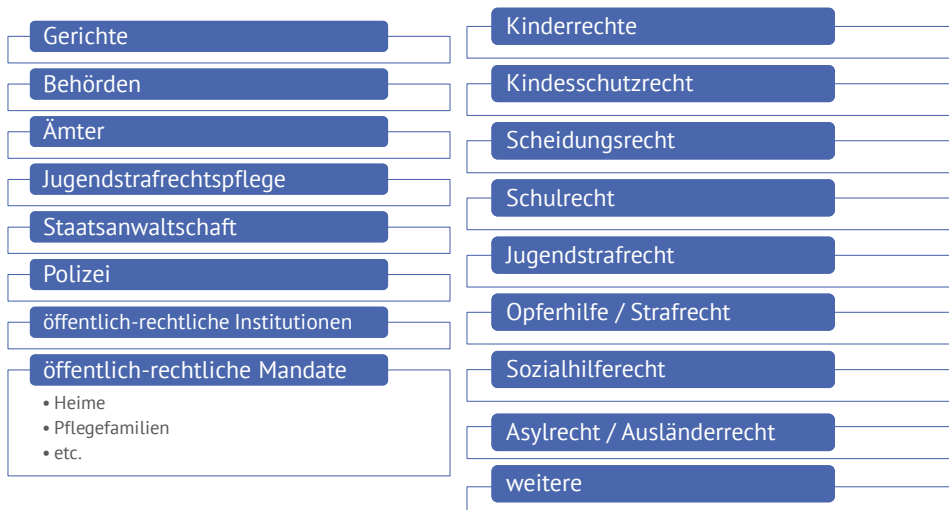 Gerichte
Behörden
Ämter
Jugendstrafrechtspflege
Staatsanwaltschaft
Polizei
öffentlich-rechtliche Institutionen
öffentlich-rechtliche Mandate
• Heime
• Pflegefamilien
• etc.
Kinderrechte
Kindesschutzrecht
Scheidungsrecht
Schulrecht
Jugendstrafrecht
Opferhilfe / Strafrecht
Sozialhilferecht
Asylrecht / Ausländerrecht
weitere